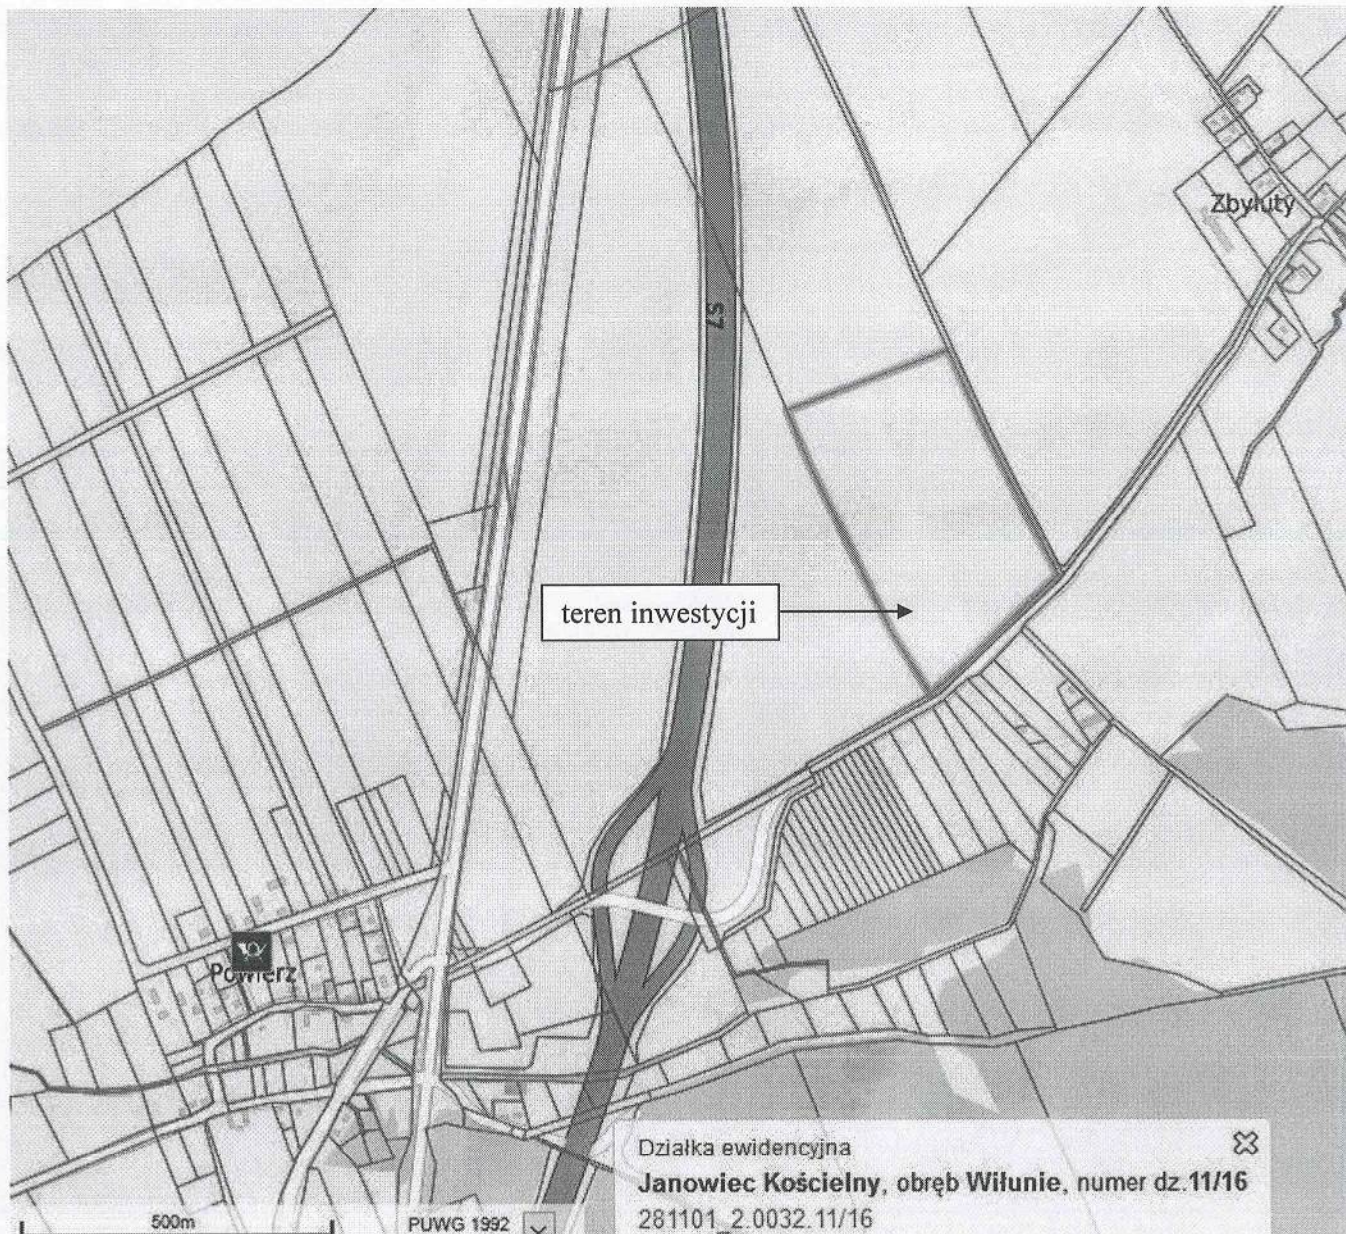 Zbyluty
S7
teren inwestycji
Powierz
Działka ewidencyjna
Janowiec Kościelny, obręb Wiłunie, numer dz.11/16
281101_2.0032.11/16
500m
PUWG 1992